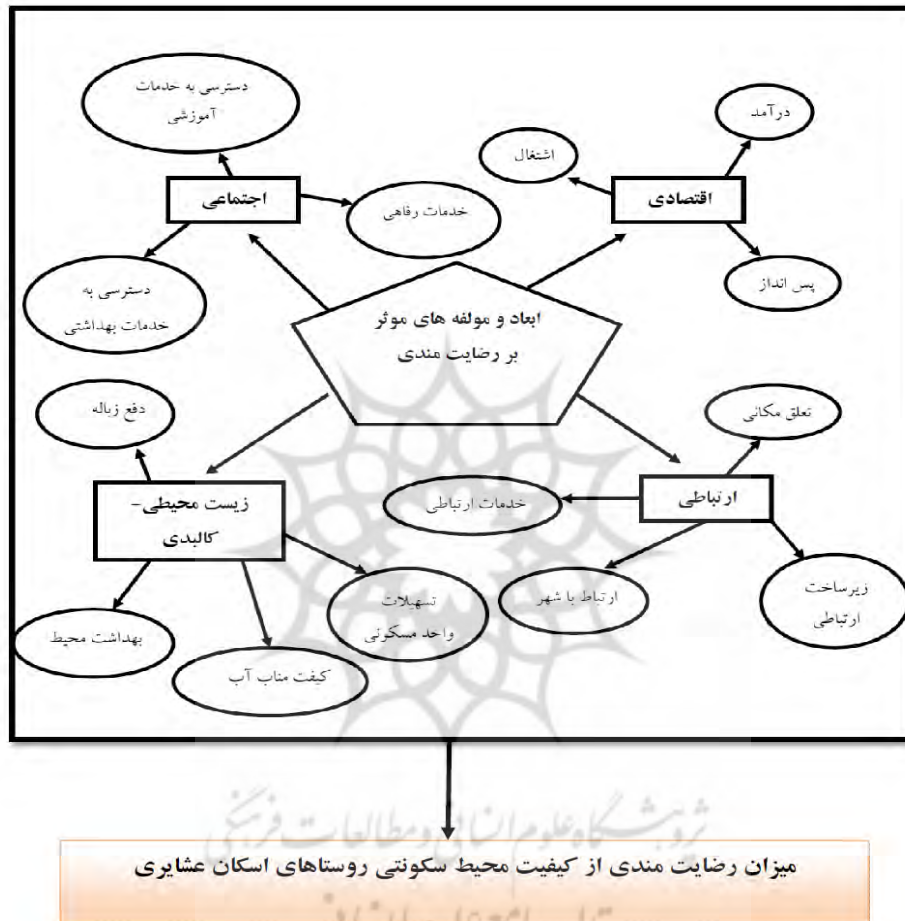 دسترسی به خدمات
آموزشی
درآمد
اشتغال
اجتماعی
اقتصادی
خدمات رفاهی
دسترسی به
خدمات بهداشتی
پس انداز
ابعاد و مولفه های موثر
بر رضایت مندی
دفع زباله
تعلق مکانی
زیست محیطی-
کالبدی
ارتباطی
خدمات ارتباطی
تسهیلات
واحد مسکونی
ارتباط با شهر
زیرساخت
ارتباطی
بهداشت محیط
کیفت مناب آب
پژوهشگاه علوم انسانی و مطالعات فرهنگی
میزان رضایت مندی از کیفیت محیط سکونتی روستاهای اسکان عشایری